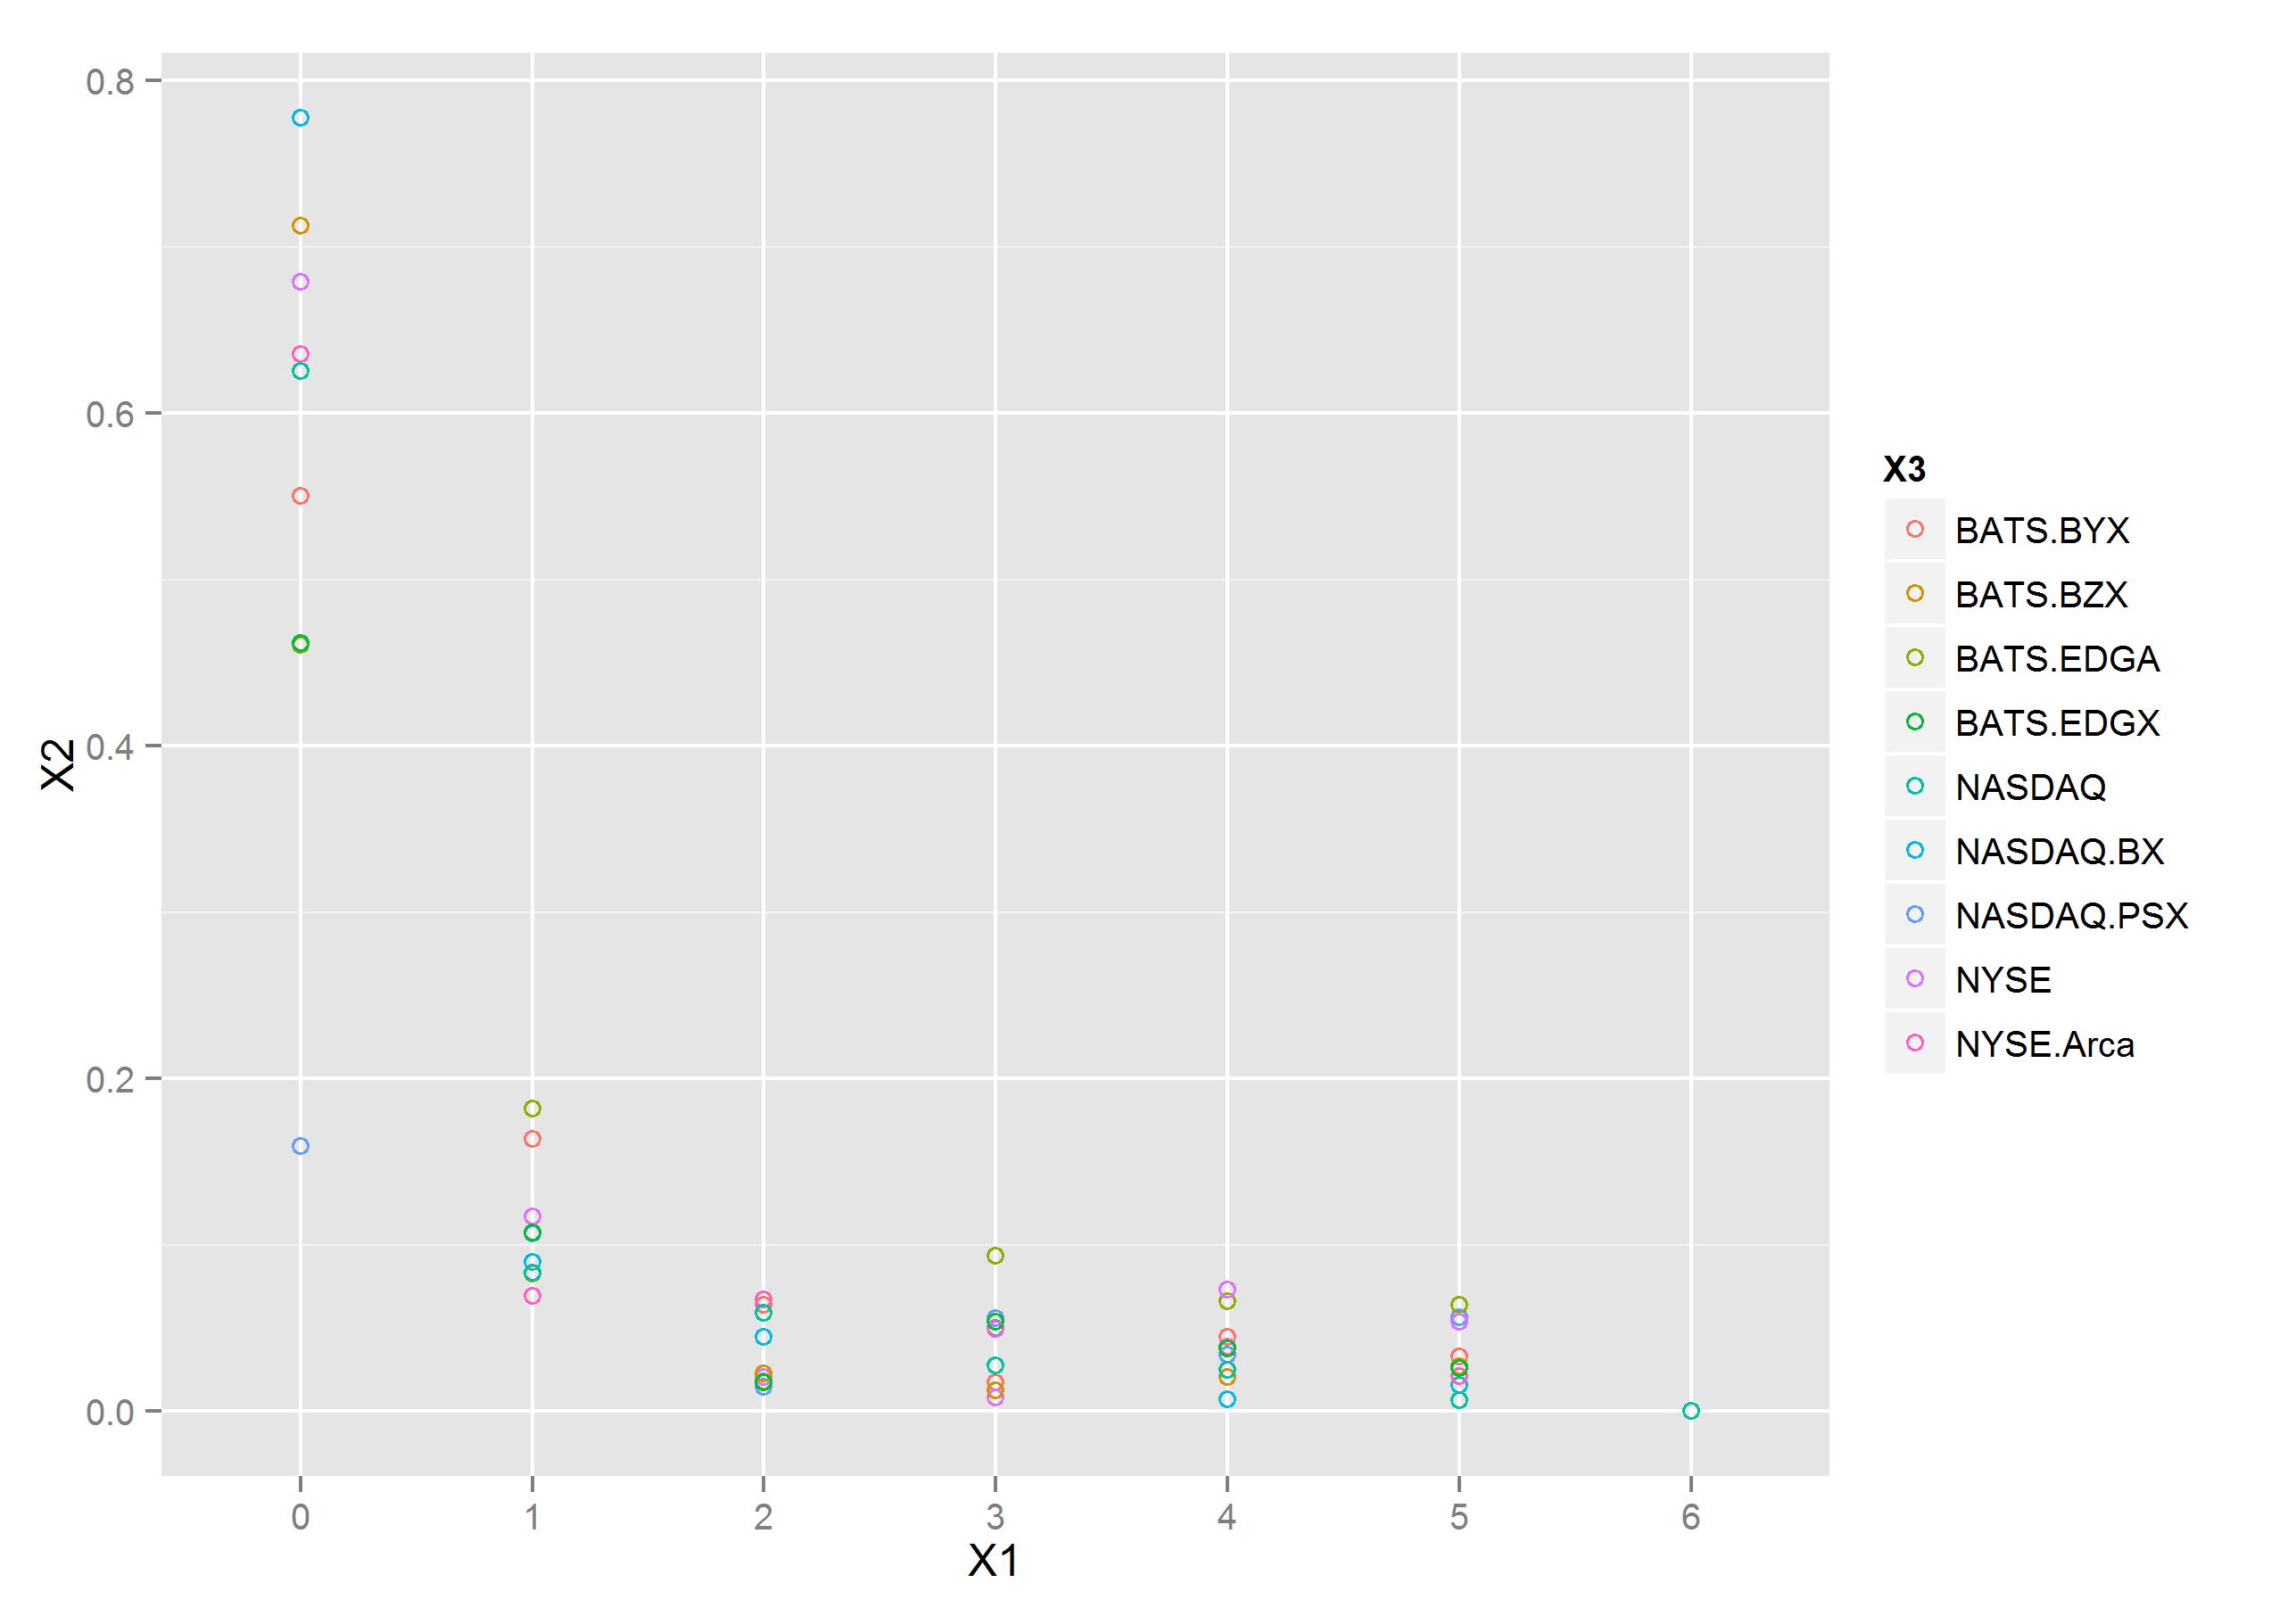 0.8
0.6
0.4
0.2
0.0
X2
0 1 2 3 4 5 6
X1
X3
BATS.BYX
BATS.BZX
BATS.EDGA
BATS.EDGX
NASDAQ
NASDAQ.BX
NASDAQ.PSX
NYSE
NYSE.Arca